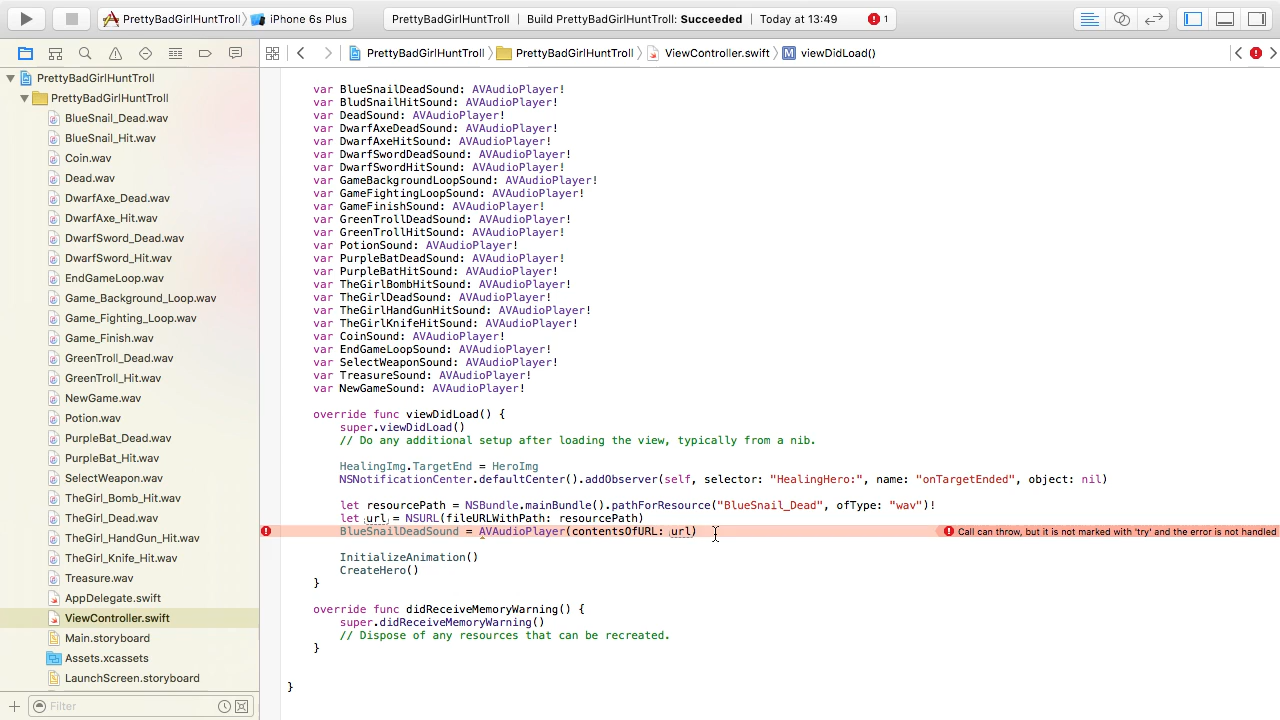 PrettyBadGirlHuntTroll iPhone 6s Plus PrettyBadGirlHuntTroll Build PrettyBadGirlHuntTroll: Succeeded Today at 13:49 1
PrettyBadGirlHuntTroll PrettyBadGirlHuntTroll ViewController.swift M viewDidLoad()
PrettyBadGirlHuntTroll
PrettyBadGirlHuntTroll
BlueSnail_Dead.wav
BlueSnail_Hit.wav
Coin.wav
Dead.wav
DwarfAxe_Dead.wav
DwarfAxe_Hit.wav
DwarfSword_Dead.wav
DwarfSword_Hit.wav
EndGameLoop.wav
Game_Background_Loop.wav
Game_Fighting_Loop.wav
Game_Finish.wav
GreenTroll_Dead.wav
GreenTroll_Hit.wav
NewGame.wav
Potion.wav
PurpleBat_Dead.wav
PurpleBat_Hit.wav
SelectWeapon.wav
TheGirl_Bomb_Hit.wav
TheGirl_Dead.wav
TheGirl_HandGun_Hit.wav
TheGirl_Knife_Hit.wav
Treasure.wav
AppDelegate.swift
ViewController.swift
Main.storyboard
Assets.xcassets
LaunchScreen.storyboard
Filter
var BlueSnailDeadSound: AVAudioPlayer!
var BludSnailHitSound: AVAudioPlayer!
var DeadSound: AVAudioPlayer!
var DwarfAxeDeadSound: AVAudioPlayer!
var DwarfAxeHitSound: AVAudioPlayer!
var DwarfSwordDeadSound: AVAudioPlayer!
var DwarfSwordHitSound: AVAudioPlayer!
var GameBackgroundLoopSound: AVAudioPlayer!
var GameFightingLoopSound: AVAudioPlayer!
var GameFinishSound: AVAudioPlayer!
var GreenTrollDeadSound: AVAudioPlayer!
var GreenTrollHitSound: AVAudioPlayer!
var PotionSound: AVAudioPlayer!
var PurpleBatDeadSound: AVAudioPlayer!
var PurpleBatHitSound: AVAudioPlayer!
var TheGirlBombHitSound: AVAudioPlayer!
var TheGirlDeadSound: AVAudioPlayer!
var TheGirlHandGunHitSound: AVAudioPlayer!
var TheGirlKnifeHitSound: AVAudioPlayer!
var CoinSound: AVAudioPlayer!
var EndGameLoopSound: AVAudioPlayer!
var SelectWeaponSound: AVAudioPlayer!
var TreasureSound: AVAudioPlayer!
var NewGameSound: AVAudioPlayer!
override func viewDidLoad() {
super.viewDidLoad()
// Do any additional setup after loading the view, typically from a nib.
HealingImg.TargetEnd = HeroImg
NSNotificationCenter.defaultCenter().addObserver(self, selector: "HealingHero:", name: "onTargetEnded", object: nil)
let resourcePath = NSBundle.mainBundle().pathForResource("BlueSnail_Dead", ofType: "wav")!
let url = NSURL(fileURLWithPath: resourcePath)
BlueSnailDeadSound = AVAudioPlayer(contentsOfURL: url) Call can throw, but it is not marked with 'try' and the error is not handled
InitializeAnimation()
CreateHero()
}
override func didReceiveMemoryWarning() {
super.didReceiveMemoryWarning()
// Dispose of any resources that can be recreated.
}
}